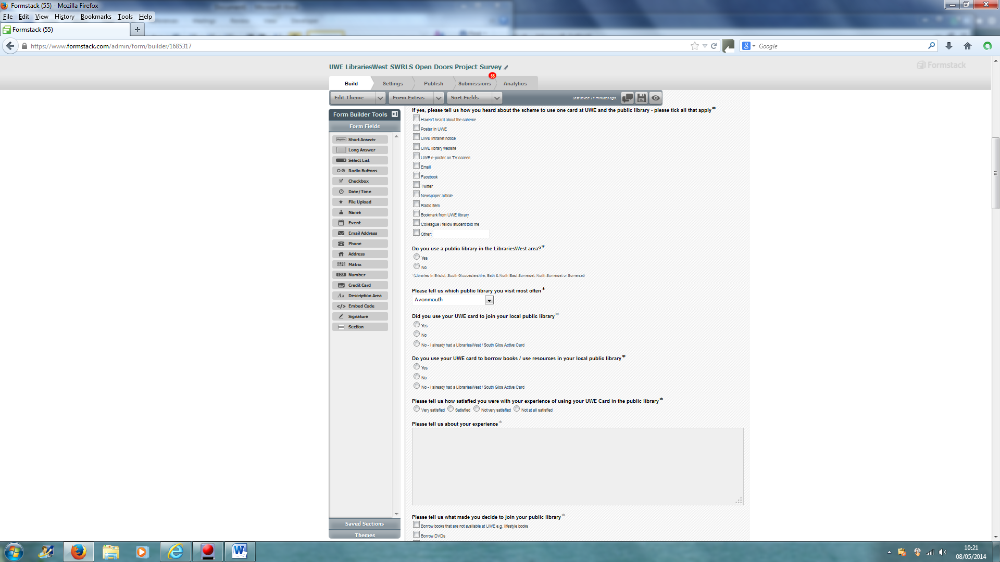 Formstack (55) - Mozilla Firefox
File Edit View History Bookmarks Tools Help
Formstack (55)
https://www.formstack.com/admin/form/builder/1685317
Google
UWE LibrariesWest SWRLS Open Doors Project Survey
Formstack
55
Build Settings Publish Submissions Analytics
Edit Theme Form Extras Sort Fields Last saved 14 minutes ago.
Form Builder Tools
Form Fields
Short Answer
Long Answer
Select List
Radio Buttons
Checkbox
Date/Time
File Upload
Name
Event
Email Address
Phone
Address
Matrix
123 Number
Credit Card
Aa Description Area
</> Embed Code
Signature
Section
Saved Sections
Themes
If yes, please tell us how you heard about the scheme to use one card at UWE and the public library - please tick all that apply*
Haven't heard about the scheme
Poster in UWE
UWE intranet notice
UWE library website
UWE e-poster on TV screen
Email
Facebook
Twitter
Newspaper article
Radio item
Bookmark from UWE library
Colleague / fellow student told me
Other:
Do you use a public library in the LibrariesWest area?*
Yes
No
*(Libraries in Bristol, South Gloucestershire, Bath & North East Somerset, North Somerset or Somerset)
Please tell us which public library you visit most often*
Avonmouth
Did you use your UWE card to join your local public library*
Yes
No
No - I already had a LibrariesWest / South Glos Active Card
Do you use your UWE card to borrow books / use resources in your local public library*
Yes
No
No - I already had a LibrariesWest / South Glos Active Card
Please tell us how satisfied you were with your experience of using your UWE Card in the public library*
Very satisfied Satisfied Not very satisfied Not at all satisfied
Please tell us about your experience*
Please tell us what made you decide to join your public library*
Borrow books that are not available at UWE e.g. lifestyle books
Borrow DVDs
10:21
08/05/2014